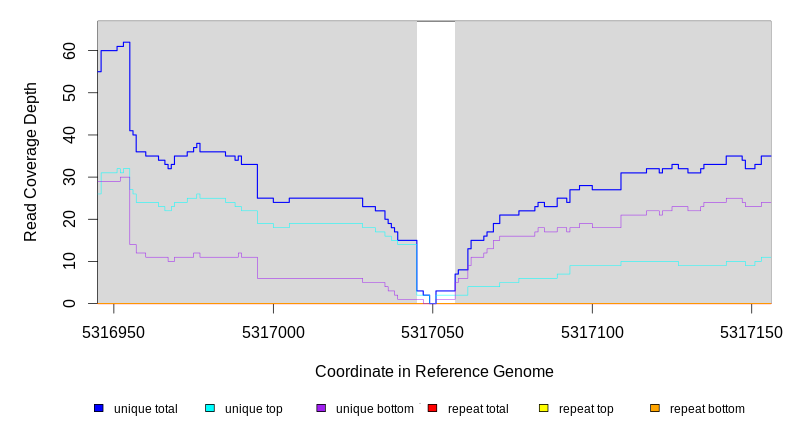 60
50
40
30
20
10
0
Read Coverage Depth
5316950 5317000 5317050 5317100 5317150
Coordinate in Reference Genome
unique total unique top unique bottom repeat total repeat top repeat bottom